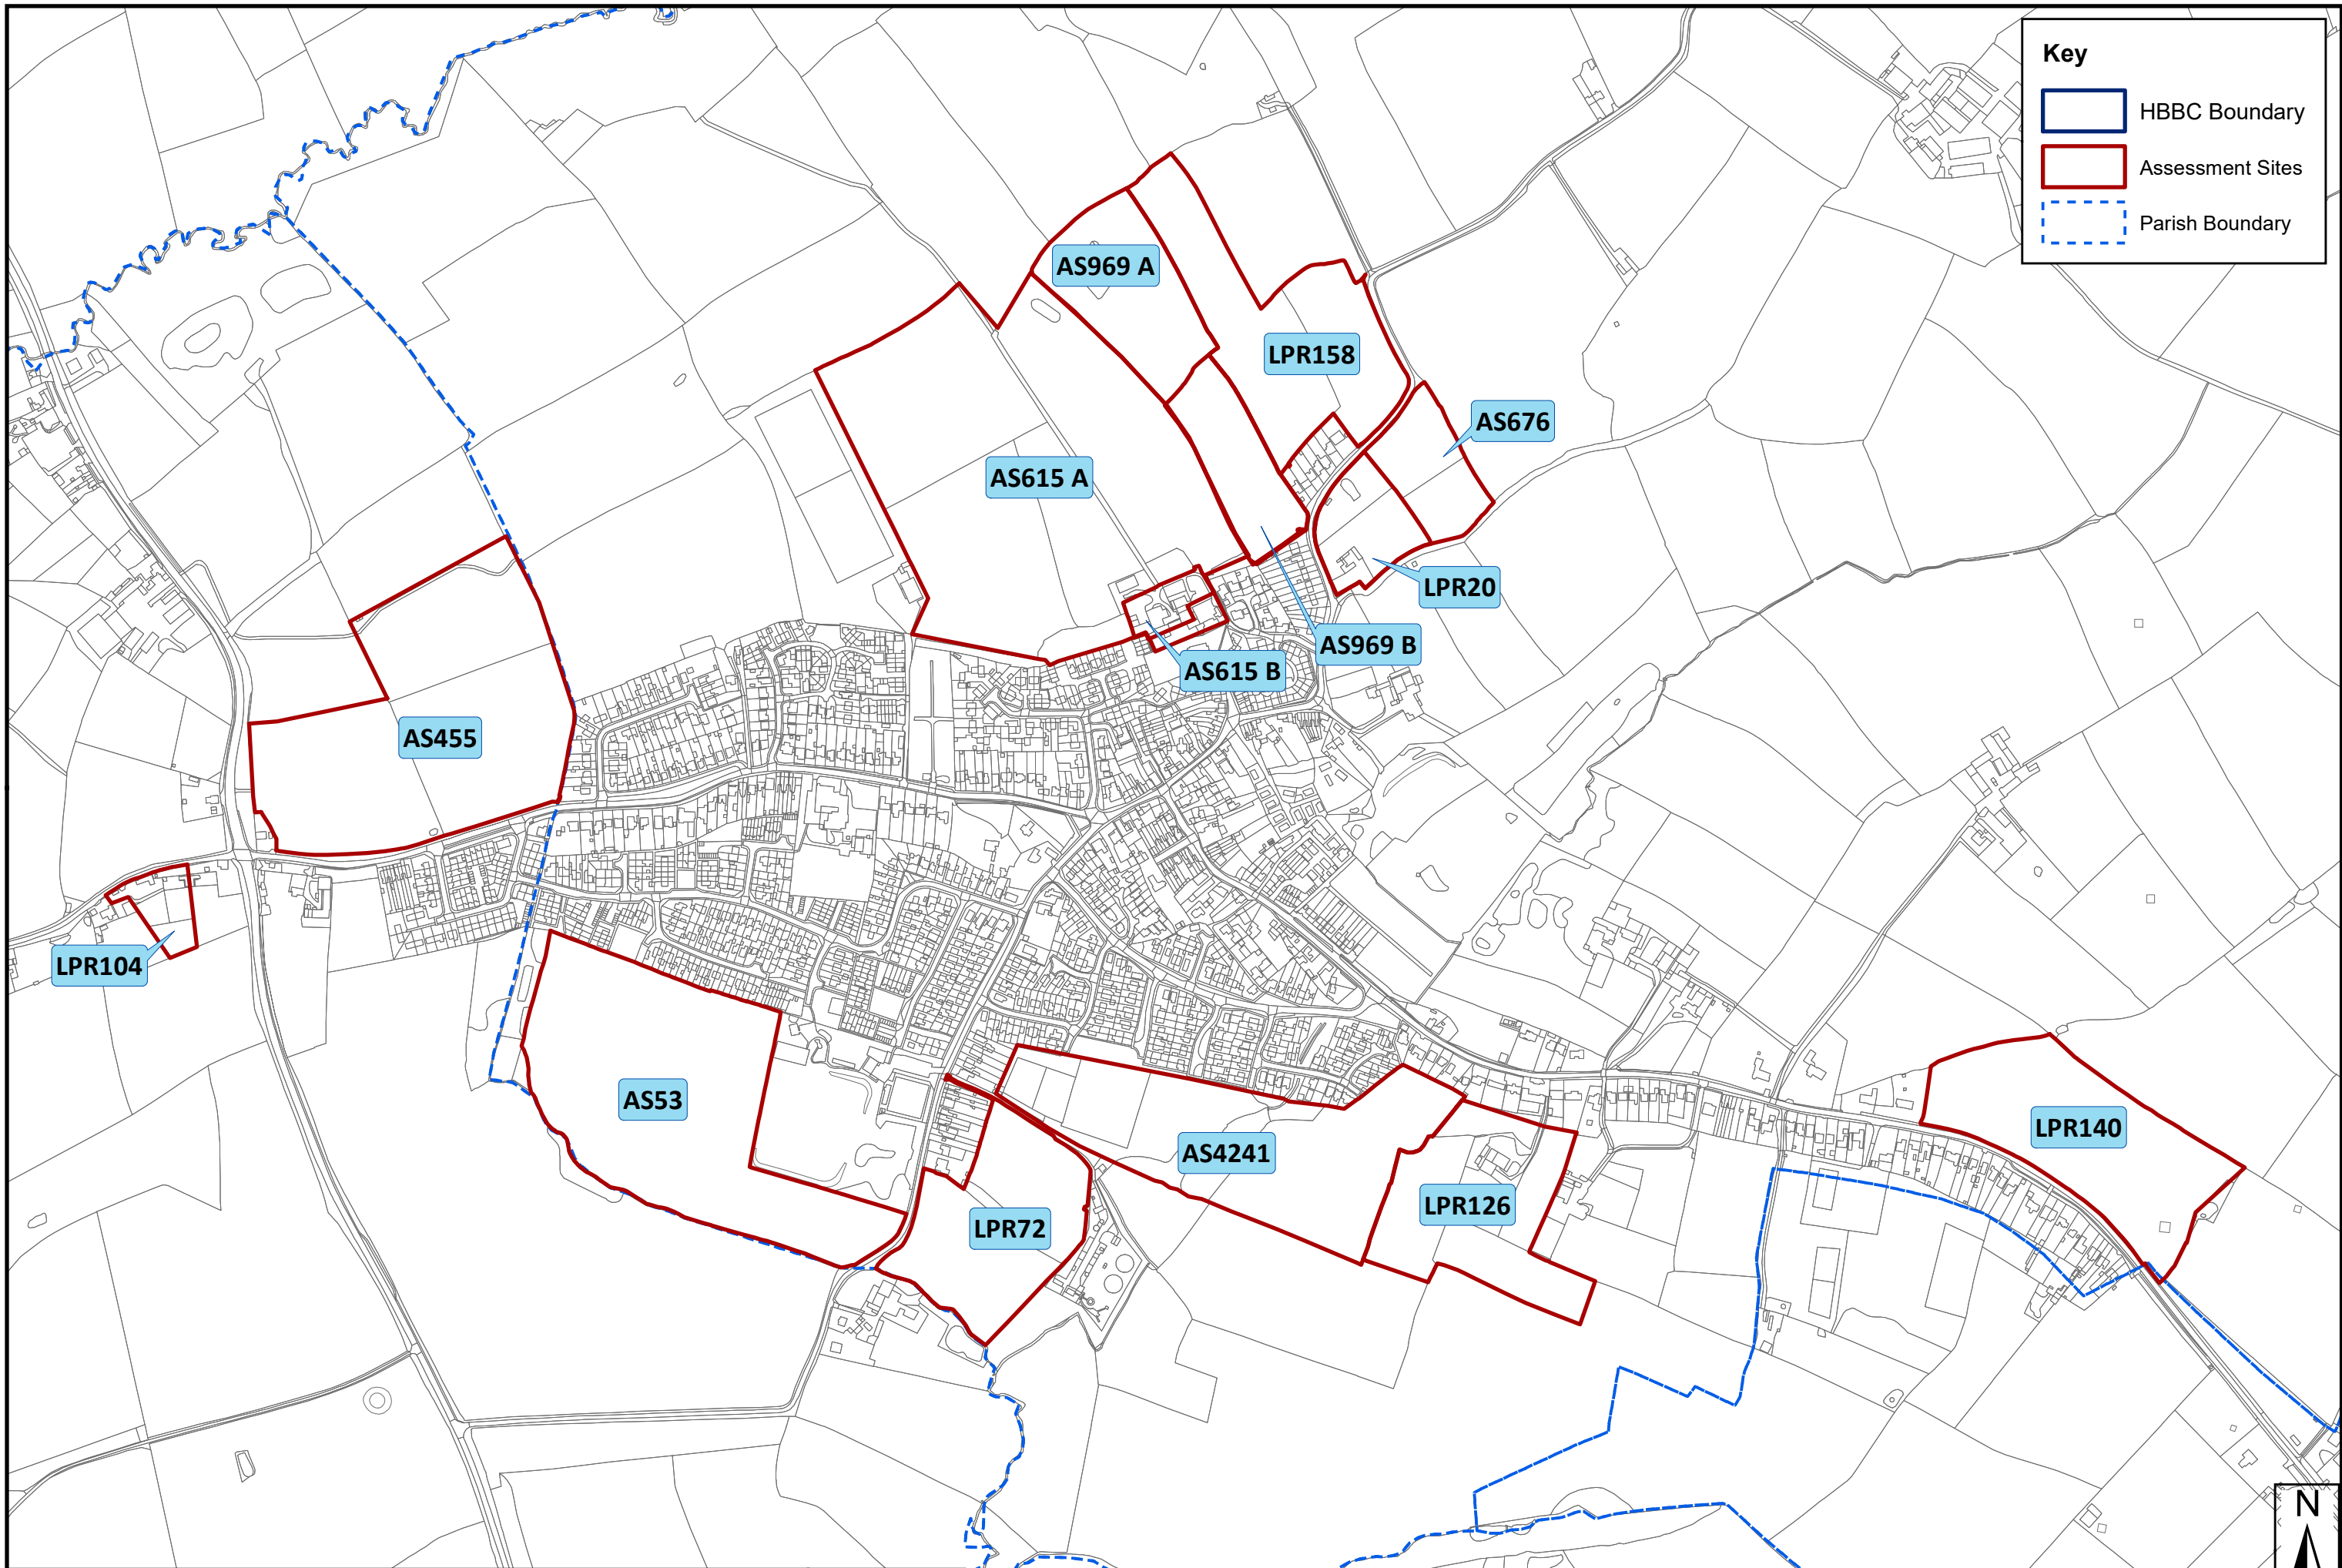 Key
HBBC Boundary
Assessment Sites
Parish Boundary
AS969 A
LPR158
AS676
AS615 A
LPR20
AS969 B
AS615 B
AS455
LPR104
AS53
LPR140
AS4241
LPR126
LPR72
N